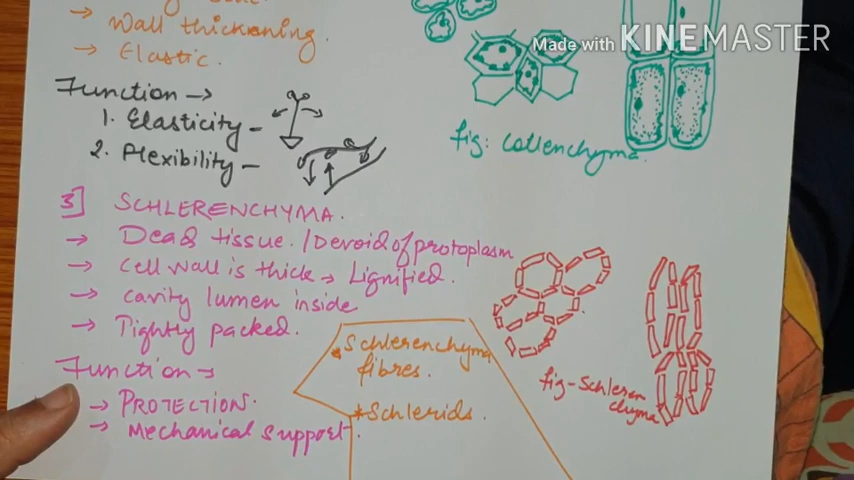 → Wall thickening.
→ Elastic.
Function →
1. Elasticity -
2. Flexibility -
3] SCHLERENCHYMA.
→ Dead tissue. / Devoid of protoplasm
→ Cell wall is thick → Lignified.
→ cavity lumen inside
→ Tightly packed.
Function →
→ PROTECTION.
→ Mechanical support.
* Schlerenchyma
fibres.
* Schlerids.
fig: collenchyma.
fig - Schleren
chyma
Made with KINEMASTER